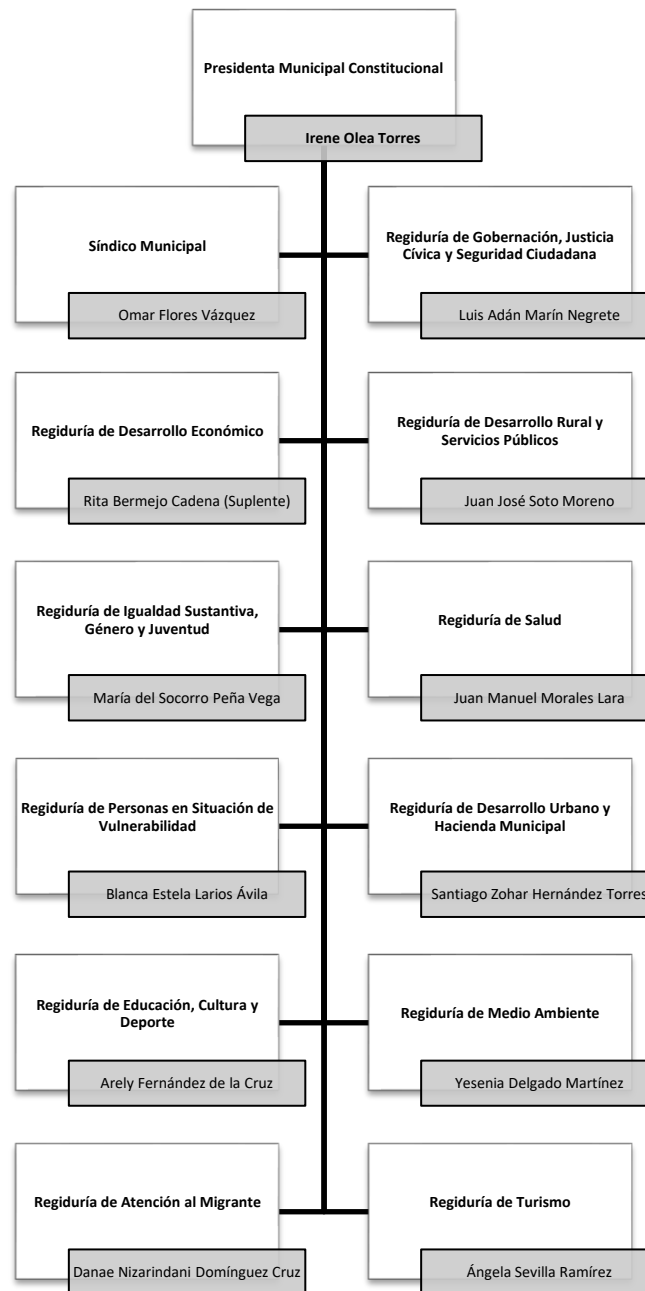 Presidenta Municipal Constitucional
Irene Olea Torres
Síndico Municipal
Omar Flores Vázquez
Regiduría de Gobernación, Justicia
Cívica y Seguridad Ciudadana
Luis Adán Marín Negrete
Regiduría de Desarrollo Económico
Rita Bermejo Cadena (Suplente)
Regiduría de Desarrollo Rural y
Servicios Públicos
Juan José Soto Moreno
Regiduría de Igualdad Sustantiva,
Género y Juventud
María del Socorro Peña Vega
Regiduría de Salud
Juan Manuel Morales Lara
Regiduría de Personas en Situación de
Vulnerabilidad
Blanca Estela Larios Ávila
Regiduría de Desarrollo Urbano y
Hacienda Municipal
Santiago Zohar Hernández Torres
Regiduría de Educación, Cultura y
Deporte
Arely Fernández de la Cruz
Regiduría de Medio Ambiente
Yesenia Delgado Martínez
Regiduría de Atención al Migrante
Danae Nizarindani Domínguez Cruz
Regiduría de Turismo
Ángela Sevilla Ramírez